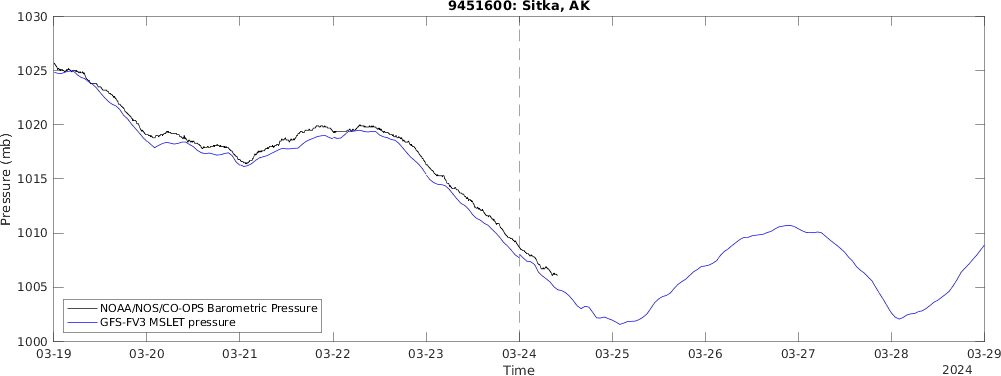 9451600: Sitka, AK
Pressure (mb)
1030
1025
1020
1015
1010
1005
1000
NOAA/NOS/CO-OPS Barometric Pressure
GFS-FV3 MSLET pressure
03-19 03-20 03-21 03-22 03-23 03-24 03-25 03-26 03-27 03-28 03-29
Time
2024